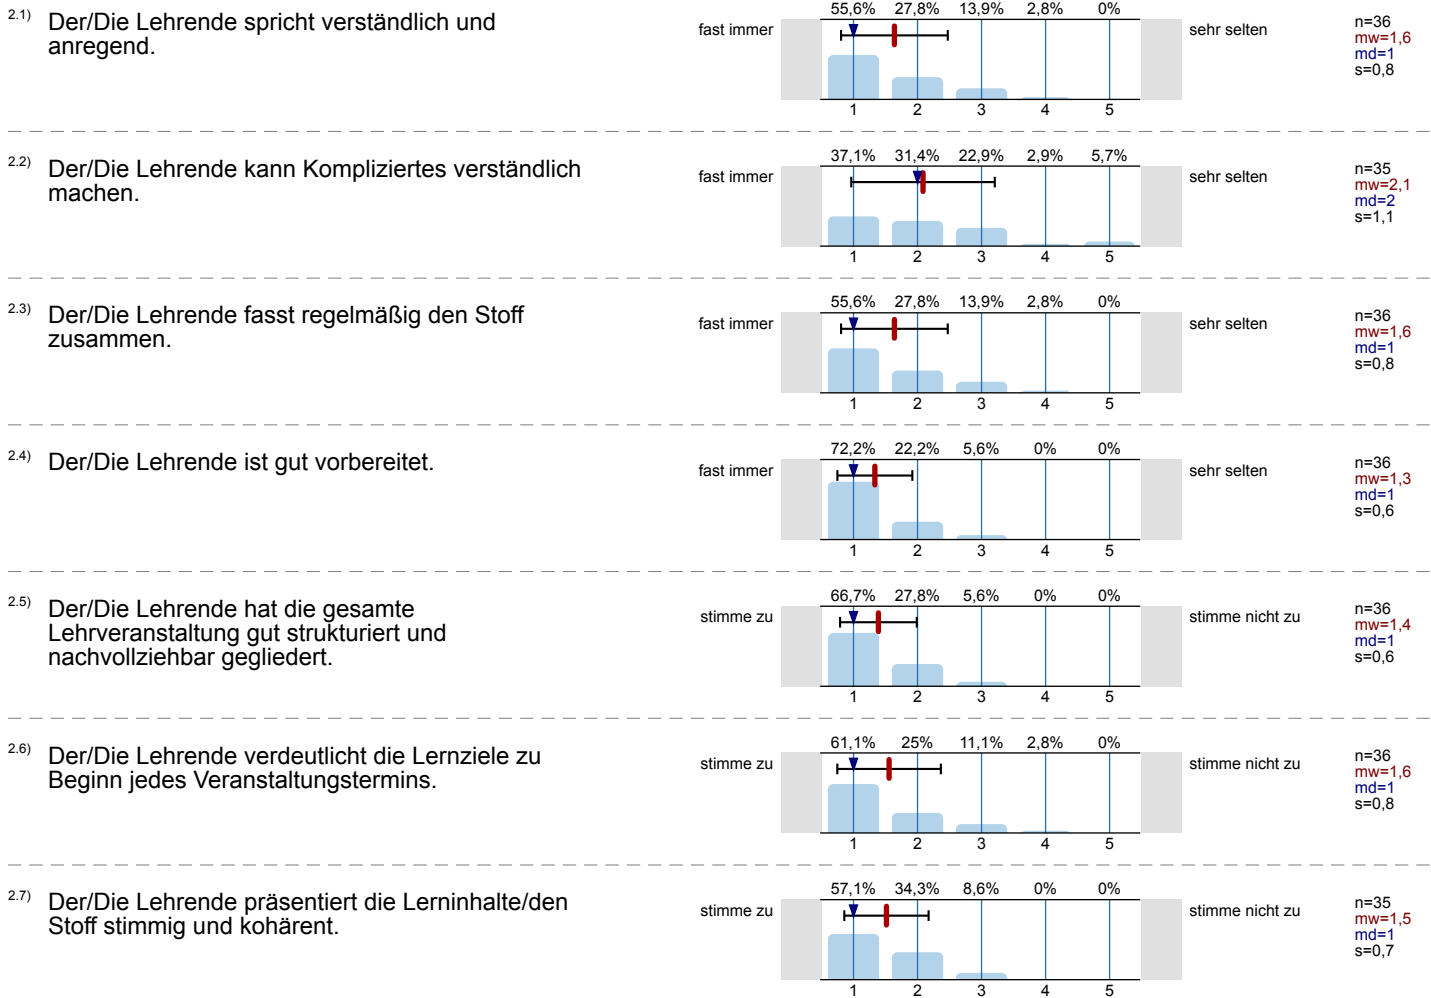 2.1) Der/Die Lehrende spricht verständlich und
anregend.
fast immer
55,6% 27,8% 13,9% 2,8% 0%
1 2 3 4 5
sehr selten
n=36
mw=1,6
md=1
s=0,8
2.2) Der/Die Lehrende kann Kompliziertes verständlich
machen.
fast immer
37,1% 31,4% 22,9% 2,9% 5,7%
1 2 3 4 5
sehr selten
n=35
mw=2,1
md=2
s=1,1
2.3) Der/Die Lehrende fasst regelmäßig den Stoff
zusammen.
fast immer
55,6% 27,8% 13,9% 2,8% 0%
1 2 3 4 5
sehr selten
n=36
mw=1,6
md=1
s=0,8
2.4) Der/Die Lehrende ist gut vorbereitet.
fast immer
72,2% 22,2% 5,6% 0% 0%
1 2 3 4 5
sehr selten
n=36
mw=1,3
md=1
s=0,6
2.5) Der/Die Lehrende hat die gesamte
Lehrveranstaltung gut strukturiert und
nachvollziehbar gegliedert.
stimme zu
66,7% 27,8% 5,6% 0% 0%
1 2 3 4 5
stimme nicht zu
n=36
mw=1,4
md=1
s=0,6
2.6) Der/Die Lehrende verdeutlicht die Lernziele zu
Beginn jedes Veranstaltungstermins.
stimme zu
61,1% 25% 11,1% 2,8% 0%
1 2 3 4 5
stimme nicht zu
n=36
mw=1,6
md=1
s=0,8
2.7) Der/Die Lehrende präsentiert die Lerninhalte/den
Stoff stimmig und kohärent.
stimme zu
57,1% 34,3% 8,6% 0% 0%
1 2 3 4 5
stimme nicht zu
n=35
mw=1,5
md=1
s=0,7